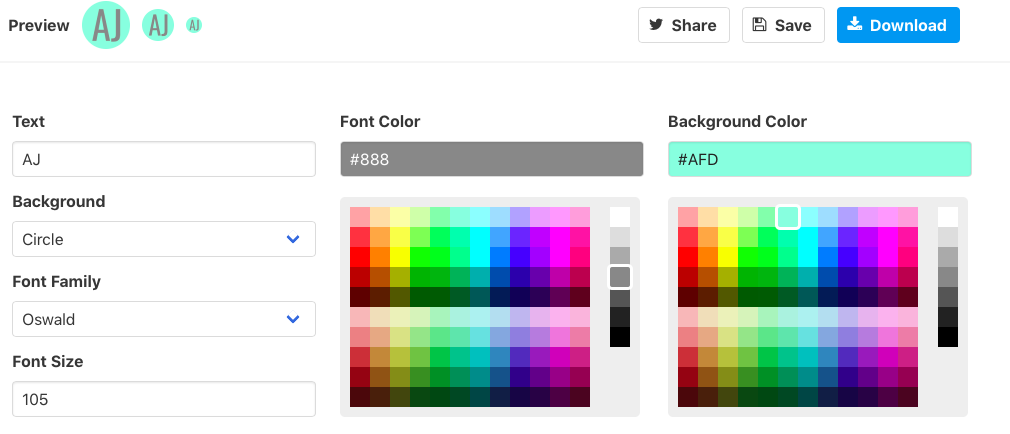 Preview AJ AJ AJ Share Save Download
Text
AJ
Background
Circle
Font Family
Oswald
Font Size
105
Font Color
#888
Background Color
#AFD